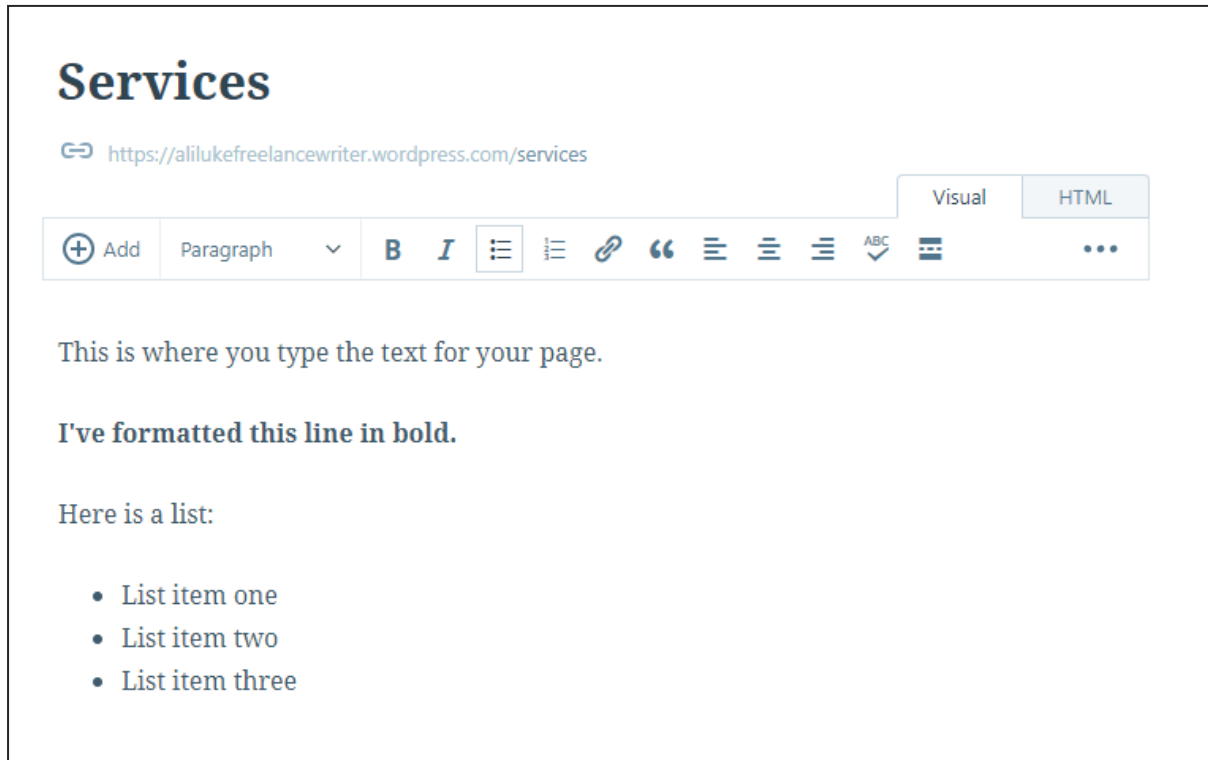 Services
https://alilukefreelancewriter.wordpress.com/services
Visual HTML
Add Paragraph B I ABC
This is where you type the text for your page.
I've formatted this line in bold.
Here is a list:
• List item one
• List item two
• List item three